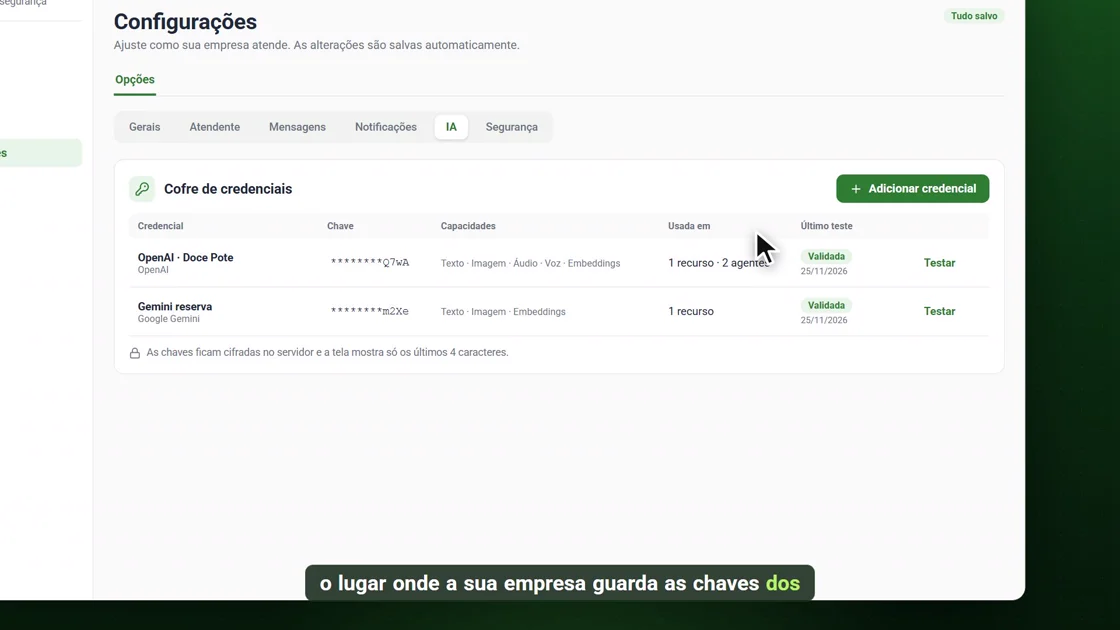 segurança
Configurações
Tudo salvo
Ajuste como sua empresa atende. As alterações são salvas automaticamente.
Opções
Gerais Atendente Mensagens Notificações IA Segurança
Cofre de credenciais
+ Adicionar credencial
Credencial Chave Capacidades Usada em Último teste
OpenAI · Doce Pote
OpenAI
********Q7wA
Texto · Imagem · Áudio · Voz · Embeddings
1 recurso · 2 agentes
Validada
25/11/2026
Testar
Gemini reserva
Google Gemini
********m2Xe
Texto · Imagem · Embeddings
1 recurso
Validada
25/11/2026
Testar
As chaves ficam cifradas no servidor e a tela mostra só os últimos 4 caracteres.
o lugar onde a sua empresa guarda as chaves dos